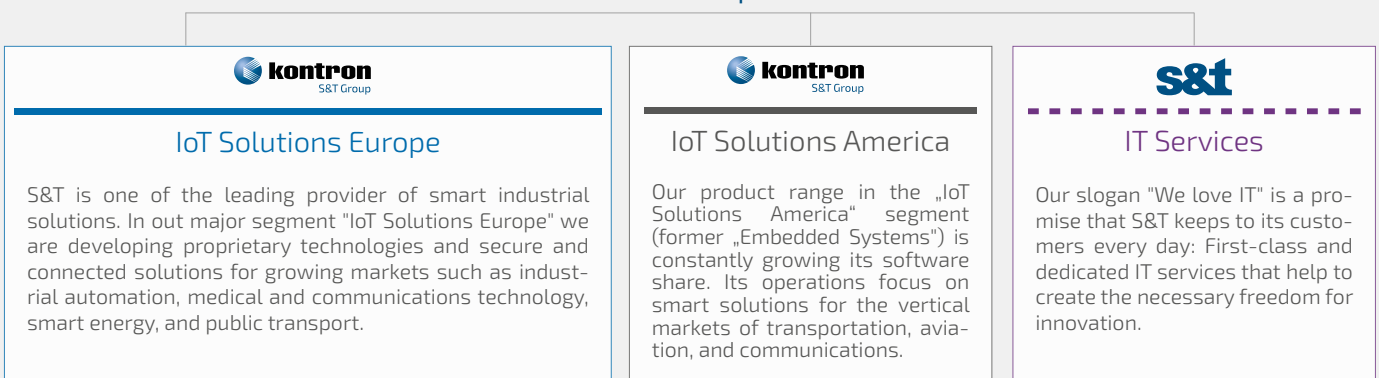 kontron
S&T Group
IoT Solutions Europe
S&T is one of the leading provider of smart industrial
solutions. In out major segment "IoT Solutions Europe" we
are developing proprietary technologies and secure and
connected solutions for growing markets such as indust-
rial automation, medical and communications technology,
smart energy, and public transport.
kontron
S&T Group
IoT Solutions America
Our product range in the „IoT
Solutions America“ segment
(former „Embedded Systems") is
constantly growing its software
share. Its operations focus on
smart solutions for the vertical
markets of transportation, avia-
tion, and communications.
s&t
IT Services
Our slogan "We love IT" is a pro-
mise that S&T keeps to its custo-
mers every day: First-class and
dedicated IT services that help to
create the necessary freedom for
innovation.